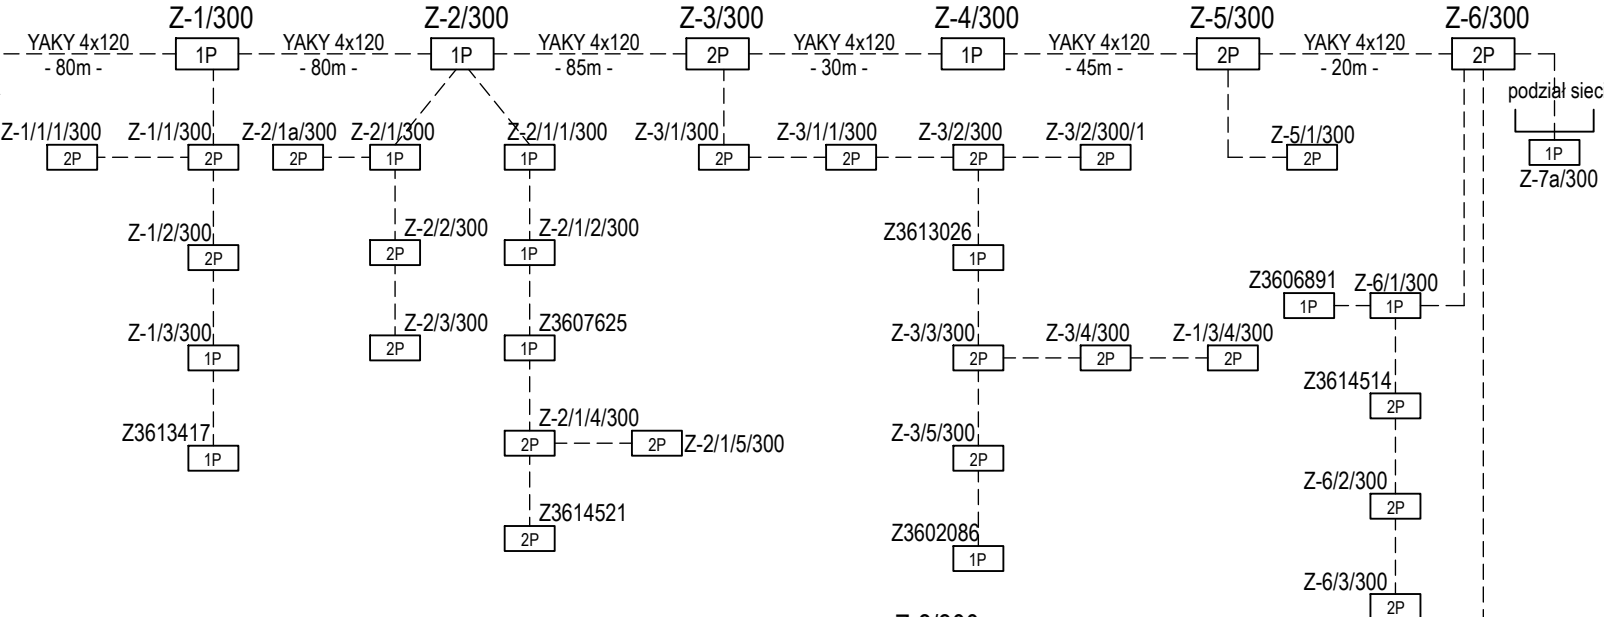 Z-1/300 Z-2/300 Z-3/300 Z-4/300 Z-5/300 Z-6/300
YAKY 4x120 1P YAKY 4x120 1P YAKY 4x120 2P YAKY 4x120 1P YAKY 4x120 2P YAKY 4x120 2P
- 80m - - 80m - - 85m - - 30m - - 45m - - 20m -
podział sieci
Z-1/1/1/300 Z-1/1/300 Z-2/1a/300 Z-2/1/300 Z-2/1/1/300 Z-3/1/300 Z-3/1/1/300 Z-3/2/300 Z-3/2/300/1 Z-5/1/300
2P 2P 2P 1P 1P 2P 2P 2P 2P 2P 1P
Z-7a/300
Z-1/2/300 Z-2/2/300 Z-2/1/2/300 Z3613026
2P 2P 1P 1P
Z3606891 Z-6/1/300
1P 1P
Z-1/3/300 Z-2/3/300 Z3607625 Z-3/3/300 Z-3/4/300 Z-1/3/4/300
1P 2P 1P 2P 2P 2P
Z3614514
2P
Z3613417 Z-2/1/4/300 Z-3/5/300
1P 2P 2P Z-2/1/5/300 2P
Z-6/2/300
2P
Z3614521 Z3602086
2P 1P
Z-6/3/300
2P